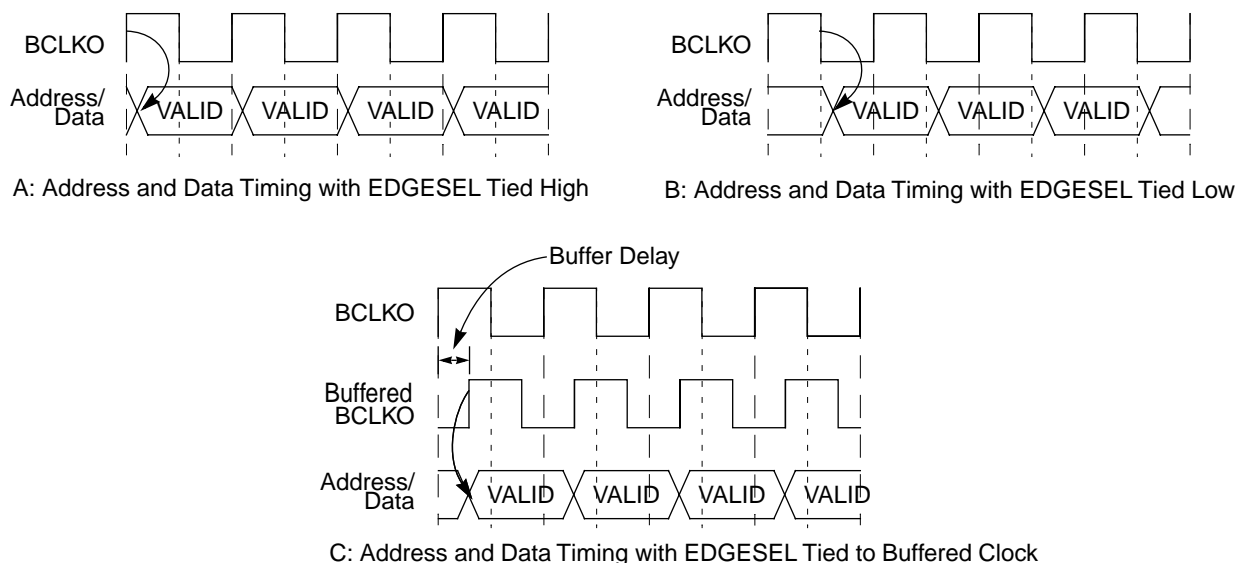 BCLKO
Address/
Data
VALID VALID VALID VALID
A: Address and Data Timing with EDGESEL Tied High
BCLKO
Address/
Data
VALID VALID VALID
B: Address and Data Timing with EDGESEL Tied Low
Buffer Delay
BCLKO
Buffered
BCLKO
Address/
Data
VALID VALID VALID VALID
C: Address and Data Timing with EDGESEL Tied to Buffered Clock